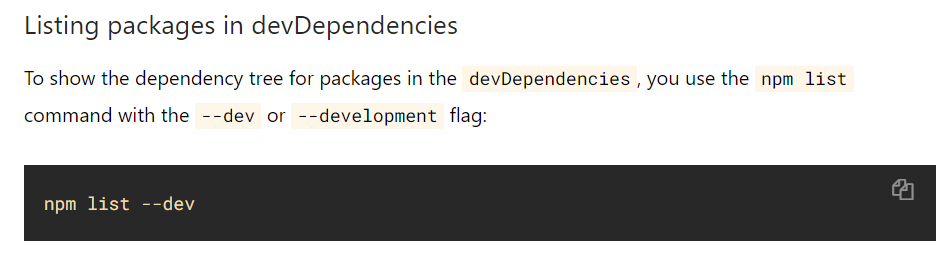 Listing packages in devDependencies
To show the dependency tree for packages in the devDependencies, you use the npm list
command with the --dev or --development flag:
npm list --dev